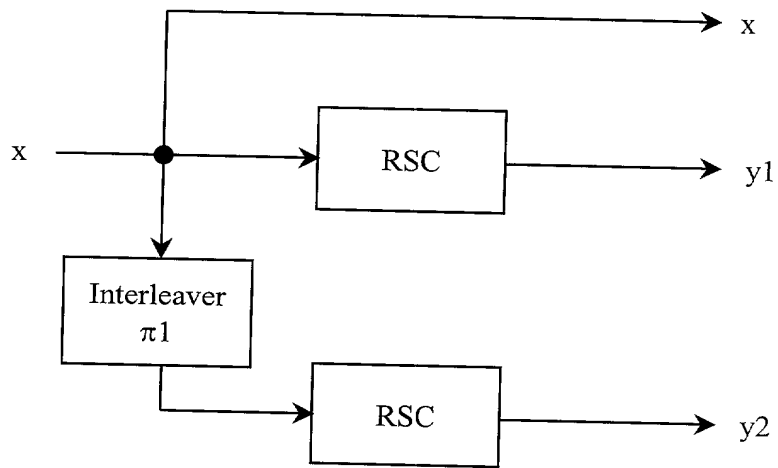 x
x
RSC
y1
Interleaver
π1
RSC
y2